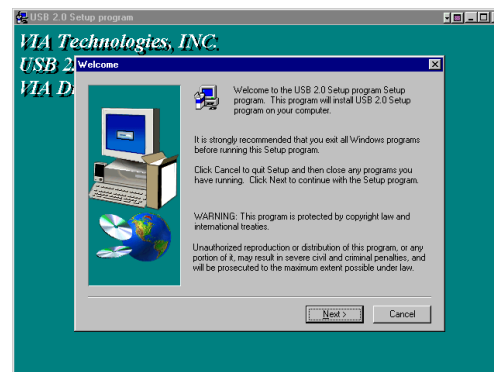 USB 2.0 Setup program
VIA Technologies, INC.
USB 2
VIA D
Welcome
Welcome to the USB 2.0 Setup program Setup
program. This program will install USB 2.0 Setup
program on your computer.
It is strongly recommended that you exit all Windows programs
before running this Setup program.
Click Cancel to quit Setup and then close any programs you
have running. Click Next to continue with the Setup program.
WARNING: This program is protected by copyright law and
international treaties.
Unauthorized reproduction or distribution of this program, or any
portion of it, may result in severe civil and criminal penalties, and
will be prosecuted to the maximum extent possible under law.
Next >
Cancel